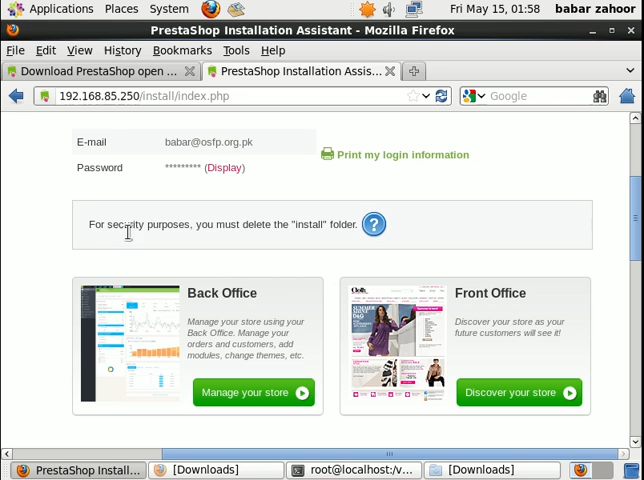 Applications Places System Fri May 15, 01:58 babar zahoor
PrestaShop Installation Assistant - Mozilla Firefox
File Edit View History Bookmarks Tools Help
Download PrestaShop open ... PrestaShop Installation Assis...
192.168.85.250/install/index.php Google
E-mail babar@osfp.org.pk
Print my login information
Password ********* (Display)
For security purposes, you must delete the "install" folder. ?
Back Office
Manage your store using your
Back Office. Manage your
orders and customers, add
modules, change themes, etc.
Manage your store
Front Office
Discover your store as your
future customers will see it!
Discover your store
PrestaShop Install... [Downloads] root@localhost:/v... [Downloads]